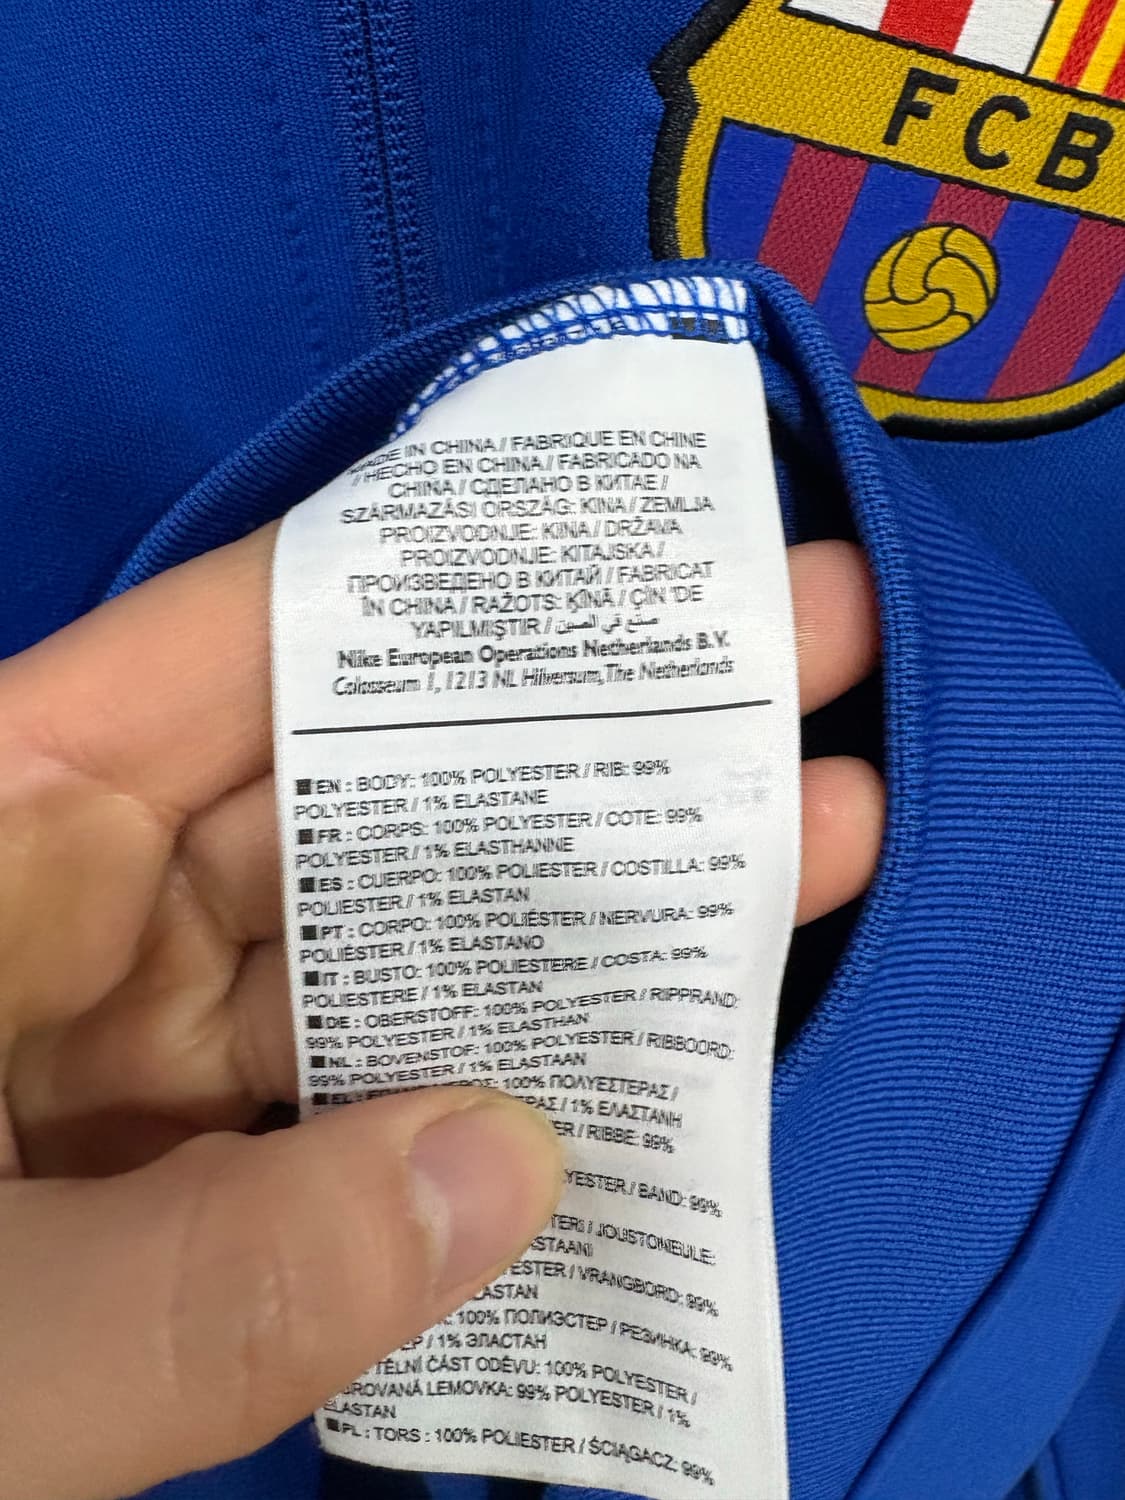 FCB
MADE IN CHINA / FABRIQUE EN CHINE
/ HECHO EN CHINA / FABRICADO NA
CHINA / СДЕЛАНО В КИТАЕ /
SZÁRMAZÁSI ORSZÁG: KINA / ZEMLJA
PROIZVODNJE: KINA / DRŽAVA
PROIZVODNJE: KITAJSKA /
ПРОИЗВЕДЕНО В КИТАЙ / FABRICAT
ÎN CHINA / RAŽOTS: ĶĪNĀ / ÇİN 'DE
YAPILMIŞTIR / صنع في الصين
Nike European Operations Netherlands B.V.
Colosseum 1, 1213 NL Hilversum, The Netherlands
EN : BODY: 100% POLYESTER / RIB: 99%
POLYESTER / 1% ELASTANE
FR : CORPS: 100% POLYESTER / COTE: 99%
POLYESTER / 1% ELASTHANNE
ES : CUERPO: 100% POLIESTER / COSTILLA: 99%
POLIESTER / 1% ELASTAN
PT : CORPO: 100% POLIÉSTER / NERVURA: 99%
POLIÉSTER / 1% ELASTANO
IT : BUSTO: 100% POLIESTERE / COSTA: 99%
POLIESTERE / 1% ELASTAN
DE : OBERSTOFF: 100% POLYESTER / RIPPRAND:
99% POLYESTER / 1% ELASTHAN
NL : BOVENSTOF: 100% POLYESTER / RIBBOORD:
99% POLYESTER / 1% ELASTAAN
EL : 100% ΠΟΛΥΕΣΤΕΡΑΣ /
/ 1% ΕΛΑΣΤΑΝΗ
/ RIBBE: 99%
/ BAND: 99%
/ JOUSTONEULE:
/ VRANGBORD: 99%
100% ПОЛИЭСТЕР / РЕЗИНКА: 99%
/ 1% ЭЛАСТАН
ČÁST ODĚVU: 100% POLYESTER /
LEMOVKA: 99% POLYESTER / 1%
ELASTAN
PL : TORS : 100% POLIESTER / ŚCIĄGACZ: 99%